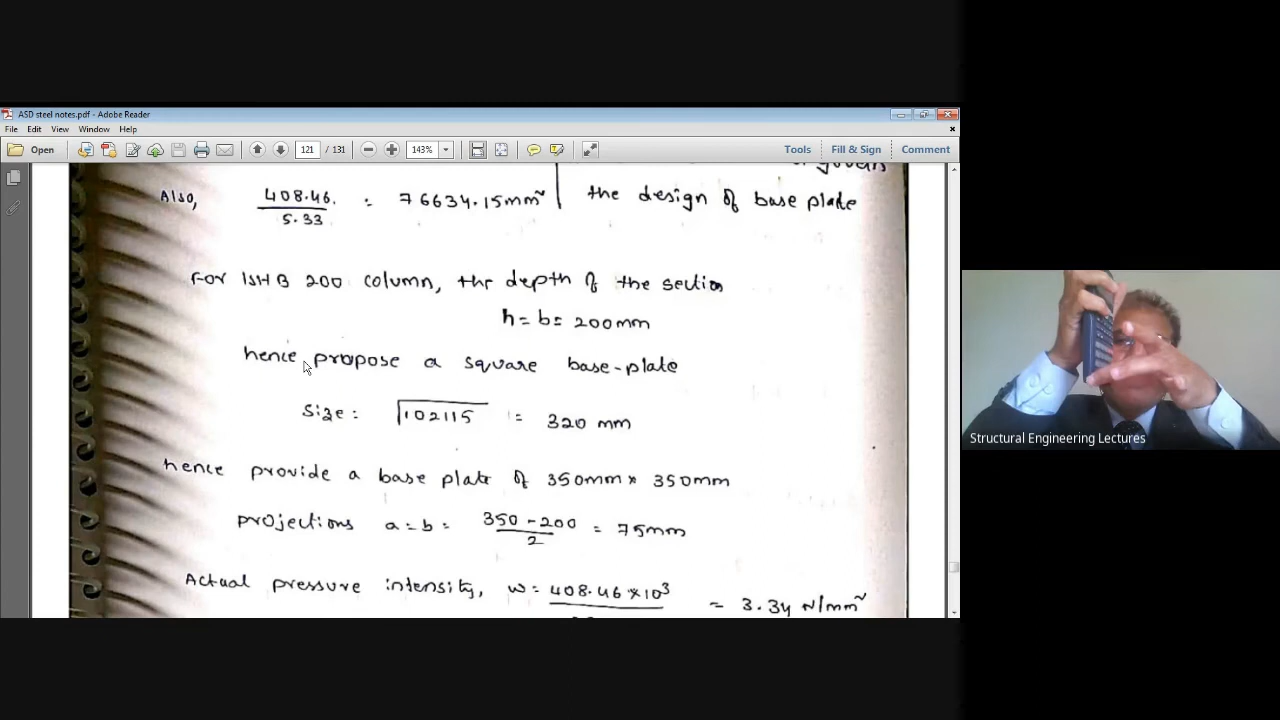 ASD steel notes.pdf - Adobe Reader
File Edit View Window Help
Open 121 / 131 143% Tools Fill & Sign Comment
governs
Also, 408.46 / 5.33 = 76634.15mm² the design of base plate
For ISHB 200 column, the depth of the section
h = b = 200mm
hence propose a square base-plate
Size : √102115 = 320 mm
hence provide a base plate of 350mm × 350mm
projections a = b = 350 - 200 / 2 = 75mm
Actual pressure intensity, w = 408.46 × 10³ = 3.34 N/mm²
Structural Engineering Lectures